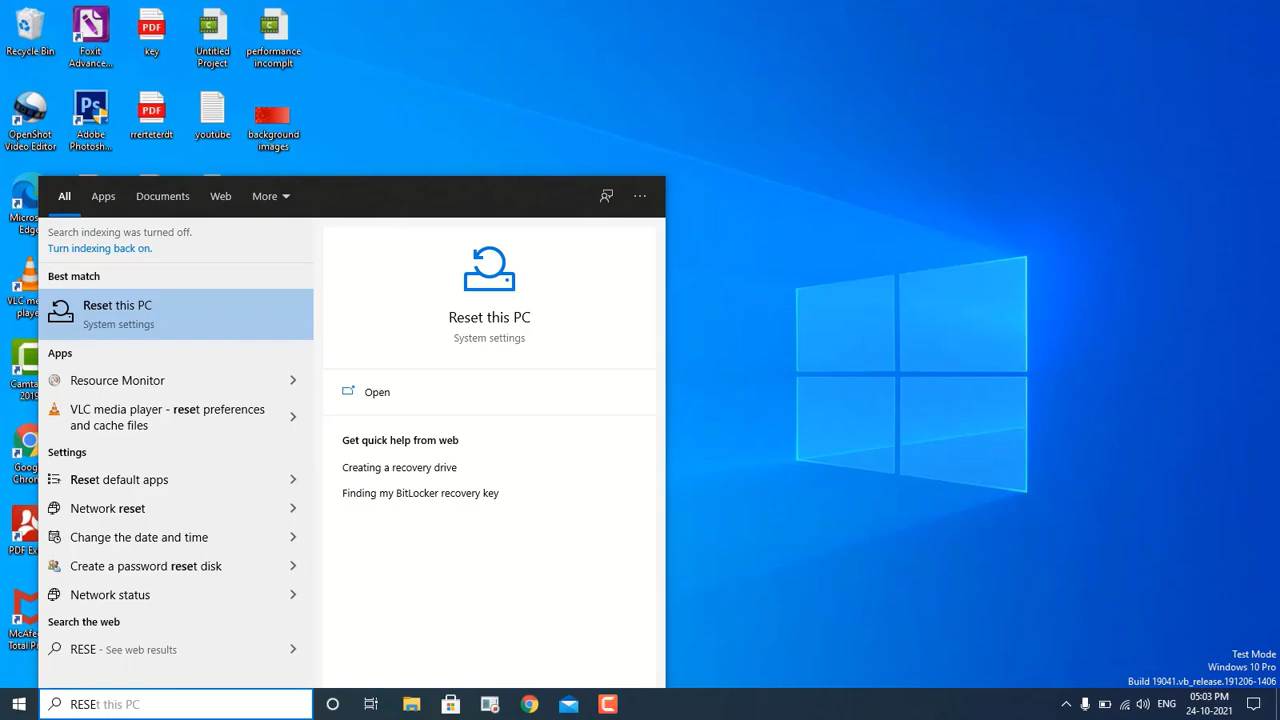 Recycle Bin
Foxit
Advance...
key
Untitled
Project
performance
incomplt
OpenShot
Video Editor
Adobe
Photosh...
rrerteterdt
youtube
background
images
All
Apps
Documents
Web
More
Search indexing was turned off.
Turn indexing back on.
Best match
Reset this PC
System settings
Apps
Resource Monitor
VLC media player - reset preferences
and cache files
Settings
Reset default apps
Network reset
Change the date and time
Create a password reset disk
Network status
Search the web
RESE - See web results
RESEt this PC
Reset this PC
System settings
Open
Get quick help from web
Creating a recovery drive
Finding my BitLocker recovery key
Micros
Edge
VLC me
playe
Camta
2019
Goog
Chron
PDF Ex
McAfe
Total Pr
Test Mode
Windows 10 Pro
Build 19041.vb_release.191206-1406
ENG
05:03 PM
24-10-2021